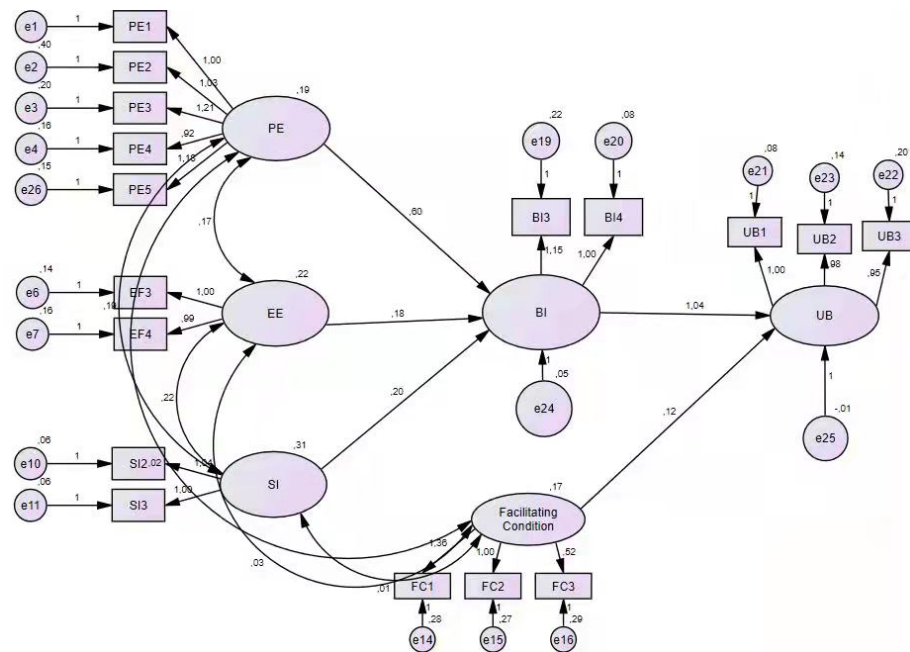 e1
1
PE1
,40
e2
1
PE2
,20
e3
1
PE3
,16
e4
1
PE4
,15
e26
1
PE5
1,00
1,03
1,21
,92
1,18
,19
PE
,17
,60
,22
e19
1
BI3
,08
e20
1
BI4
1,15
1,00
BI
1
,05
e24
,08
e21
1
UB1
,14
e23
1
UB2
,20
e22
1
UB3
1,00
,98
,95
UB
1,04
1
-,01
e25
,14
e6
1
EF3
,16
e7
1
EF4
1,00
,99
,22
EE
,18
,19
,22
,20
,06
e10
1
SI2
,06
e11
1
SI3
,02
1,00
,31
SI
,12
,17
Facilitating
Condition
,03
,01
1,36
1,00
,52
FC1
FC2
FC3
1
,28
1
,27
1
,29
e14
e15
e16